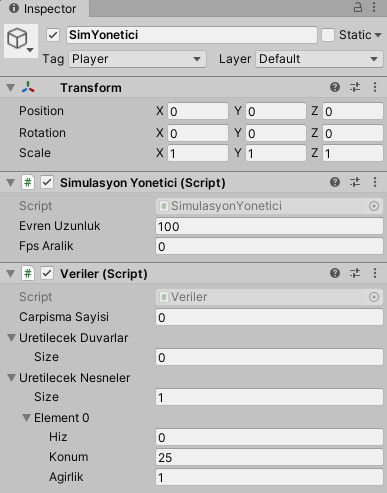 Inspector
SimYonetici Static
Tag Player Layer Default
Transform
Position X 0 Y 0 Z 0
Rotation X 0 Y 0 Z 0
Scale X 1 Y 1 Z 1
# Simulasyon Yonetici (Script)
Script # SimulasyonYonetici
Evren Uzunluk 100
Fps Aralik 0
# Veriler (Script)
Script # Veriler
Carpisma Sayisi 0
Uretilecek Duvarlar
Size 0
Uretilecek Nesneler
Size 1
Element 0
Hiz 0
Konum 25
Agirlik 1